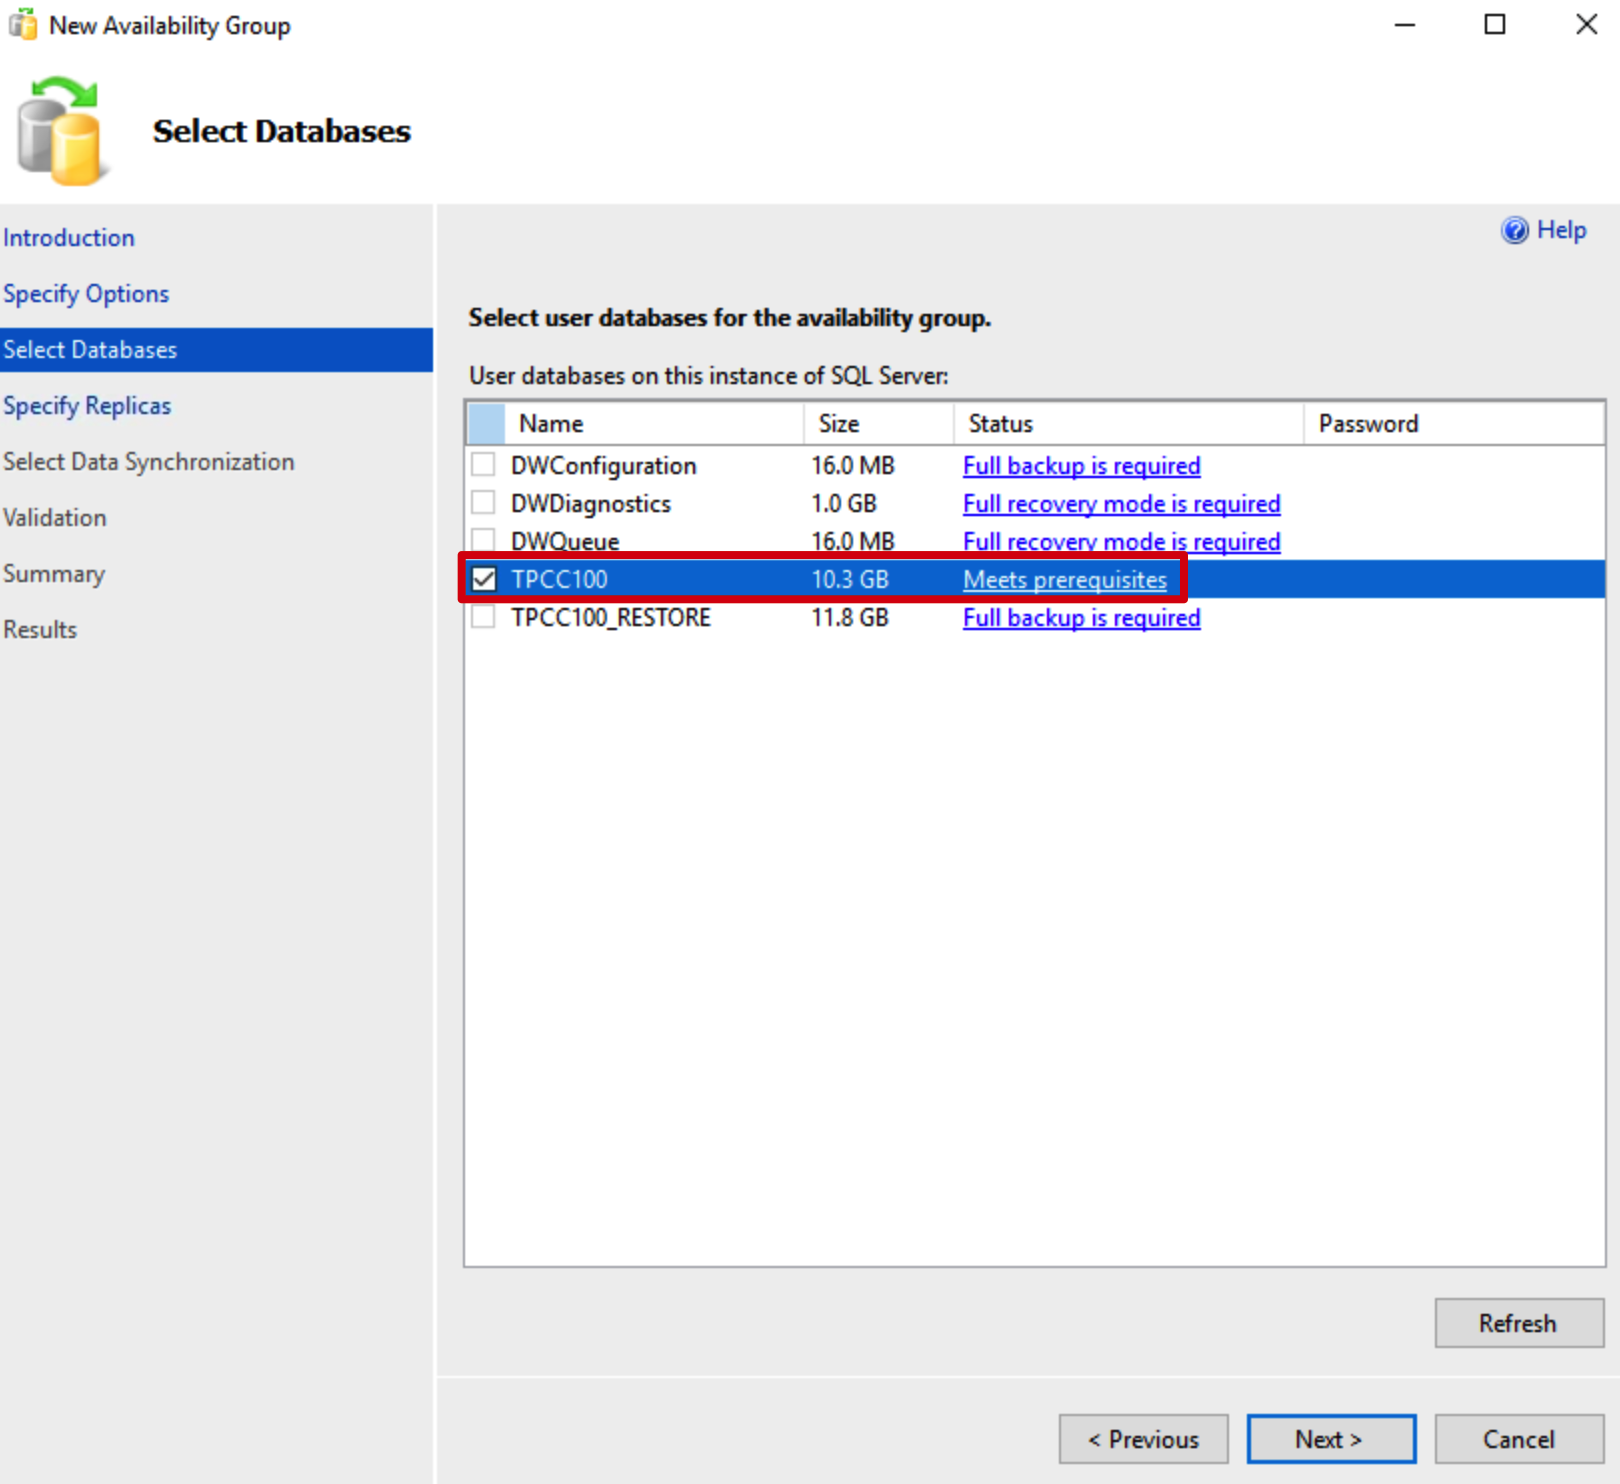 New Availability Group
Select Databases
Introduction
Specify Options
Select Databases
Specify Replicas
Select Data Synchronization
Validation
Summary
Results
Help
Select user databases for the availability group.
User databases on this instance of SQL Server:
Name Size Status Password
DWConfiguration 16.0 MB Full backup is required
DWDiagnostics 1.0 GB Full recovery mode is required
DWQueue 16.0 MB Full recovery mode is required
TPCC100 10.3 GB Meets prerequisites
TPCC100_RESTORE 11.8 GB Full backup is required
Refresh
< Previous Next > Cancel